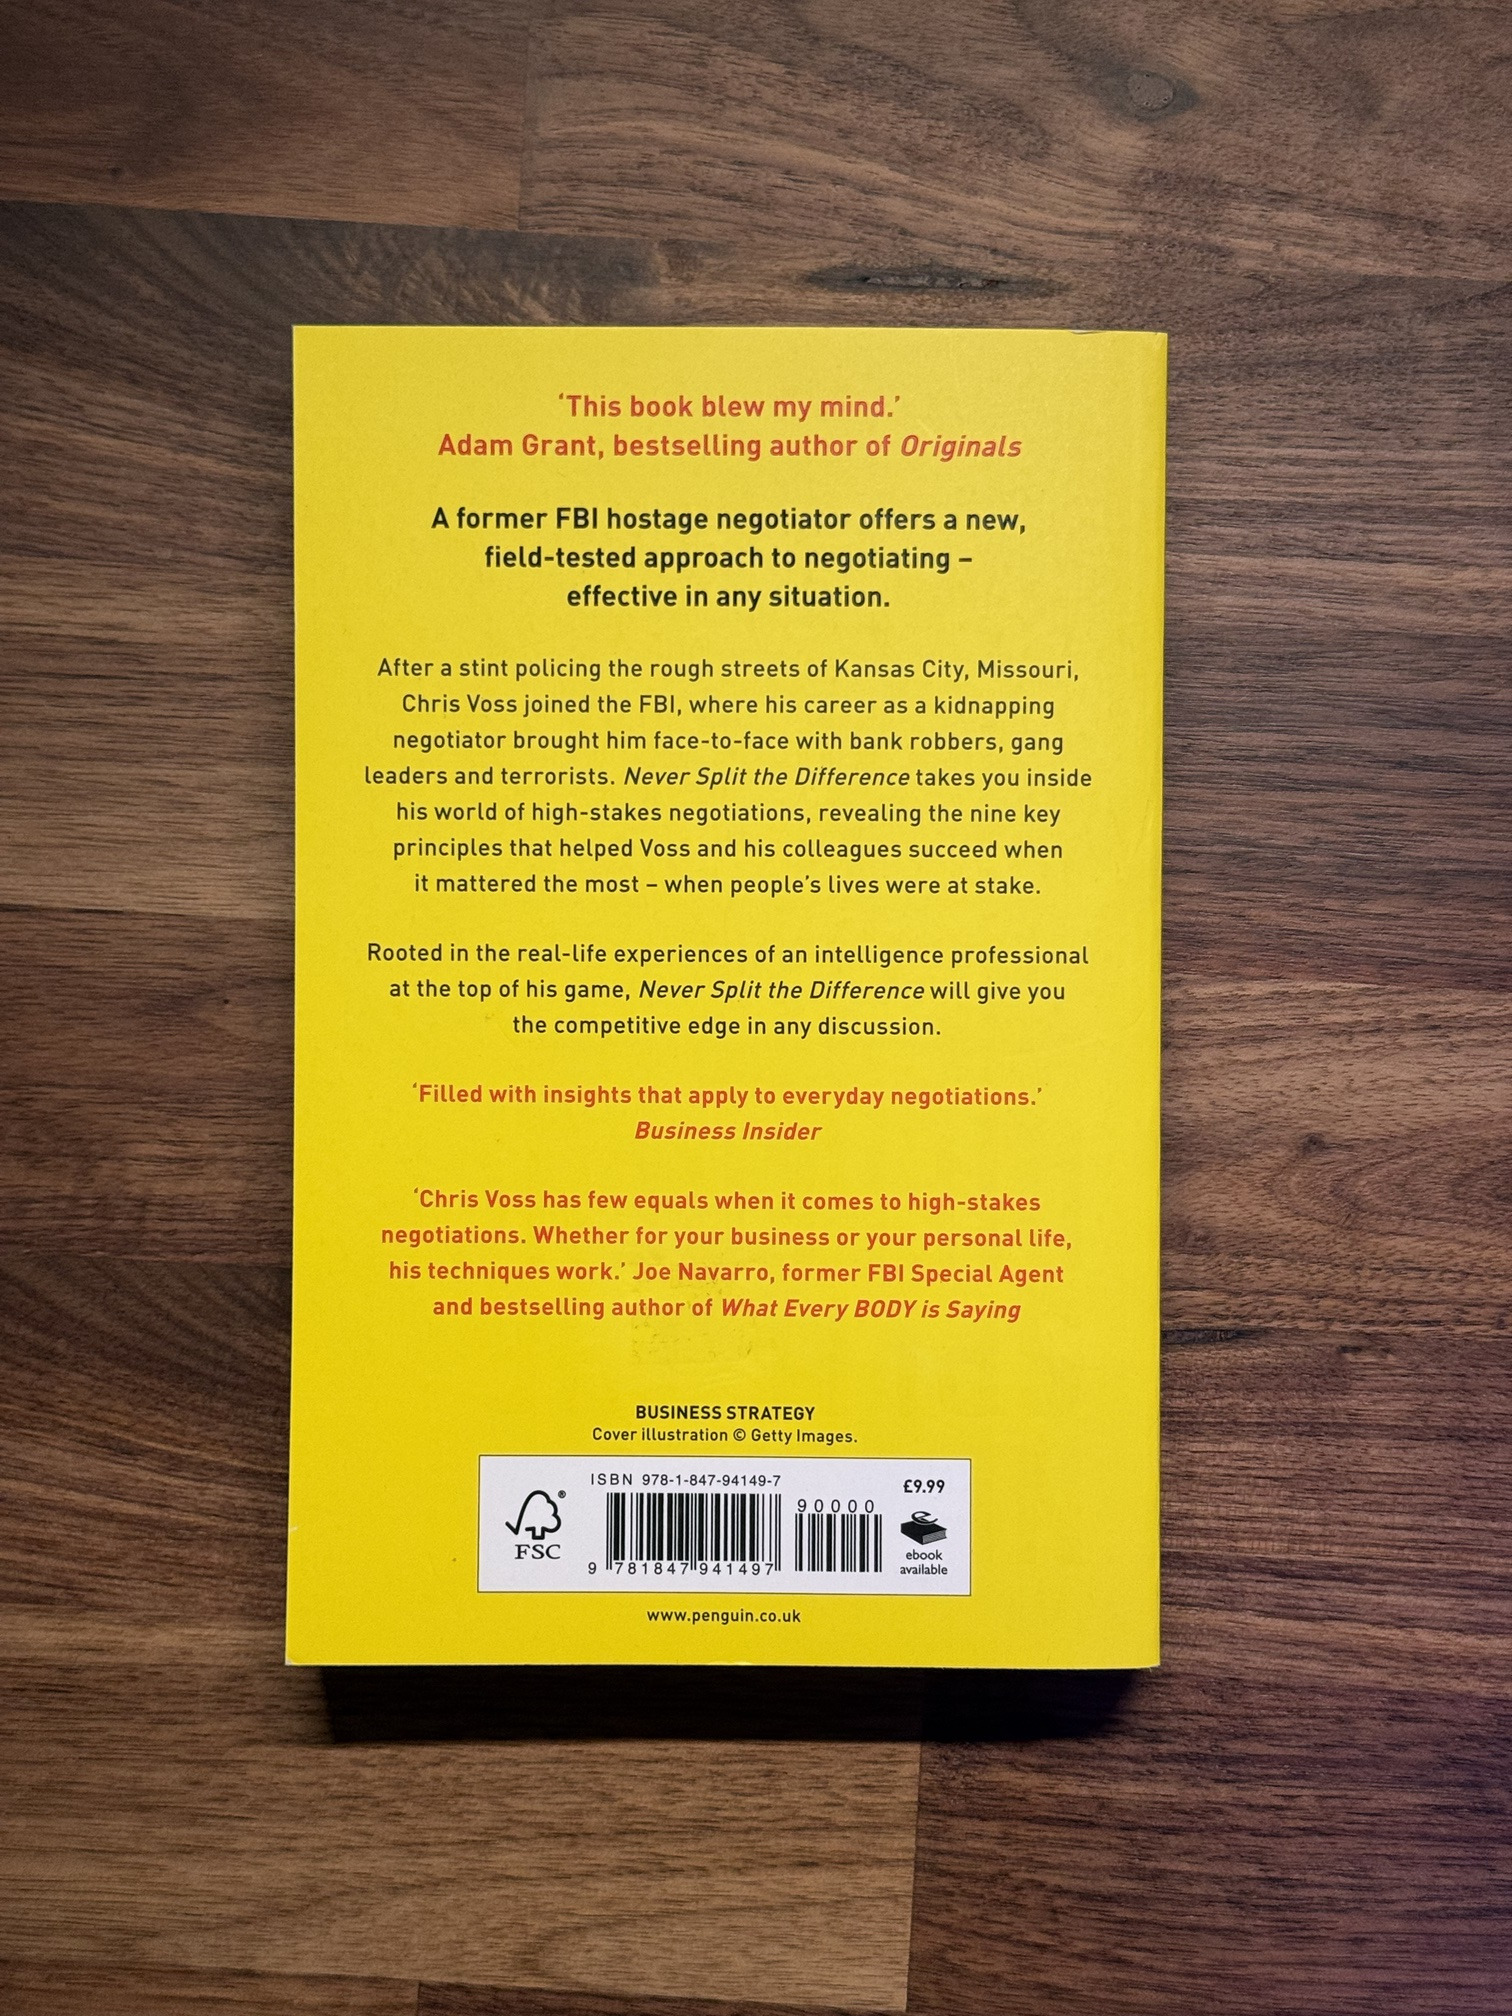 ‘This book blew my mind.’
Adam Grant, bestselling author of Originals
A former FBI hostage negotiator offers a new,
field-tested approach to negotiating –
effective in any situation.
After a stint policing the rough streets of Kansas City, Missouri,
Chris Voss joined the FBI, where his career as a kidnapping
negotiator brought him face-to-face with bank robbers, gang
leaders and terrorists. Never Split the Difference takes you inside
his world of high-stakes negotiations, revealing the nine key
principles that helped Voss and his colleagues succeed when
it mattered the most – when people’s lives were at stake.
Rooted in the real-life experiences of an intelligence professional
at the top of his game, Never Split the Difference will give you
the competitive edge in any discussion.
‘Filled with insights that apply to everyday negotiations.’
Business Insider
‘Chris Voss has few equals when it comes to high-stakes
negotiations. Whether for your business or your personal life,
his techniques work.’ Joe Navarro, former FBI Special Agent
and bestselling author of What Every BODY is Saying
BUSINESS STRATEGY
Cover illustration © Getty Images.
®
FSC
ISBN 978-1-847-94149-7
9 781847 941497
90000
£9.99
ebook
available
www.penguin.co.uk